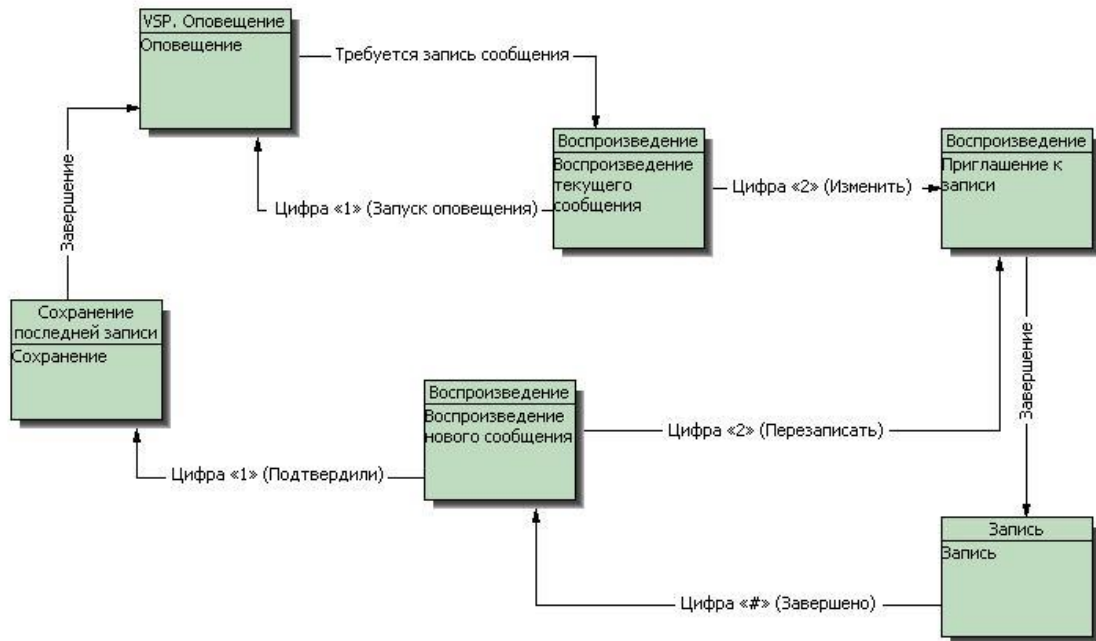 VSP. Оповещение
Оповещение
Требуется запись сообщения
Воспроизведение
Воспроизведение
текущего
сообщения
Цифра «1» (Запуск оповещения)
Цифра «2» (Изменить)
Воспроизведение
Приглашение к
записи
Завершение
Сохранение
последней записи
Сохранение
Завершение
Воспроизведение
Воспроизведение
нового сообщения
Цифра «2» (Перезаписать)
Цифра «1» (Подтвердили)
Запись
Запись
Цифра «#» (Завершено)